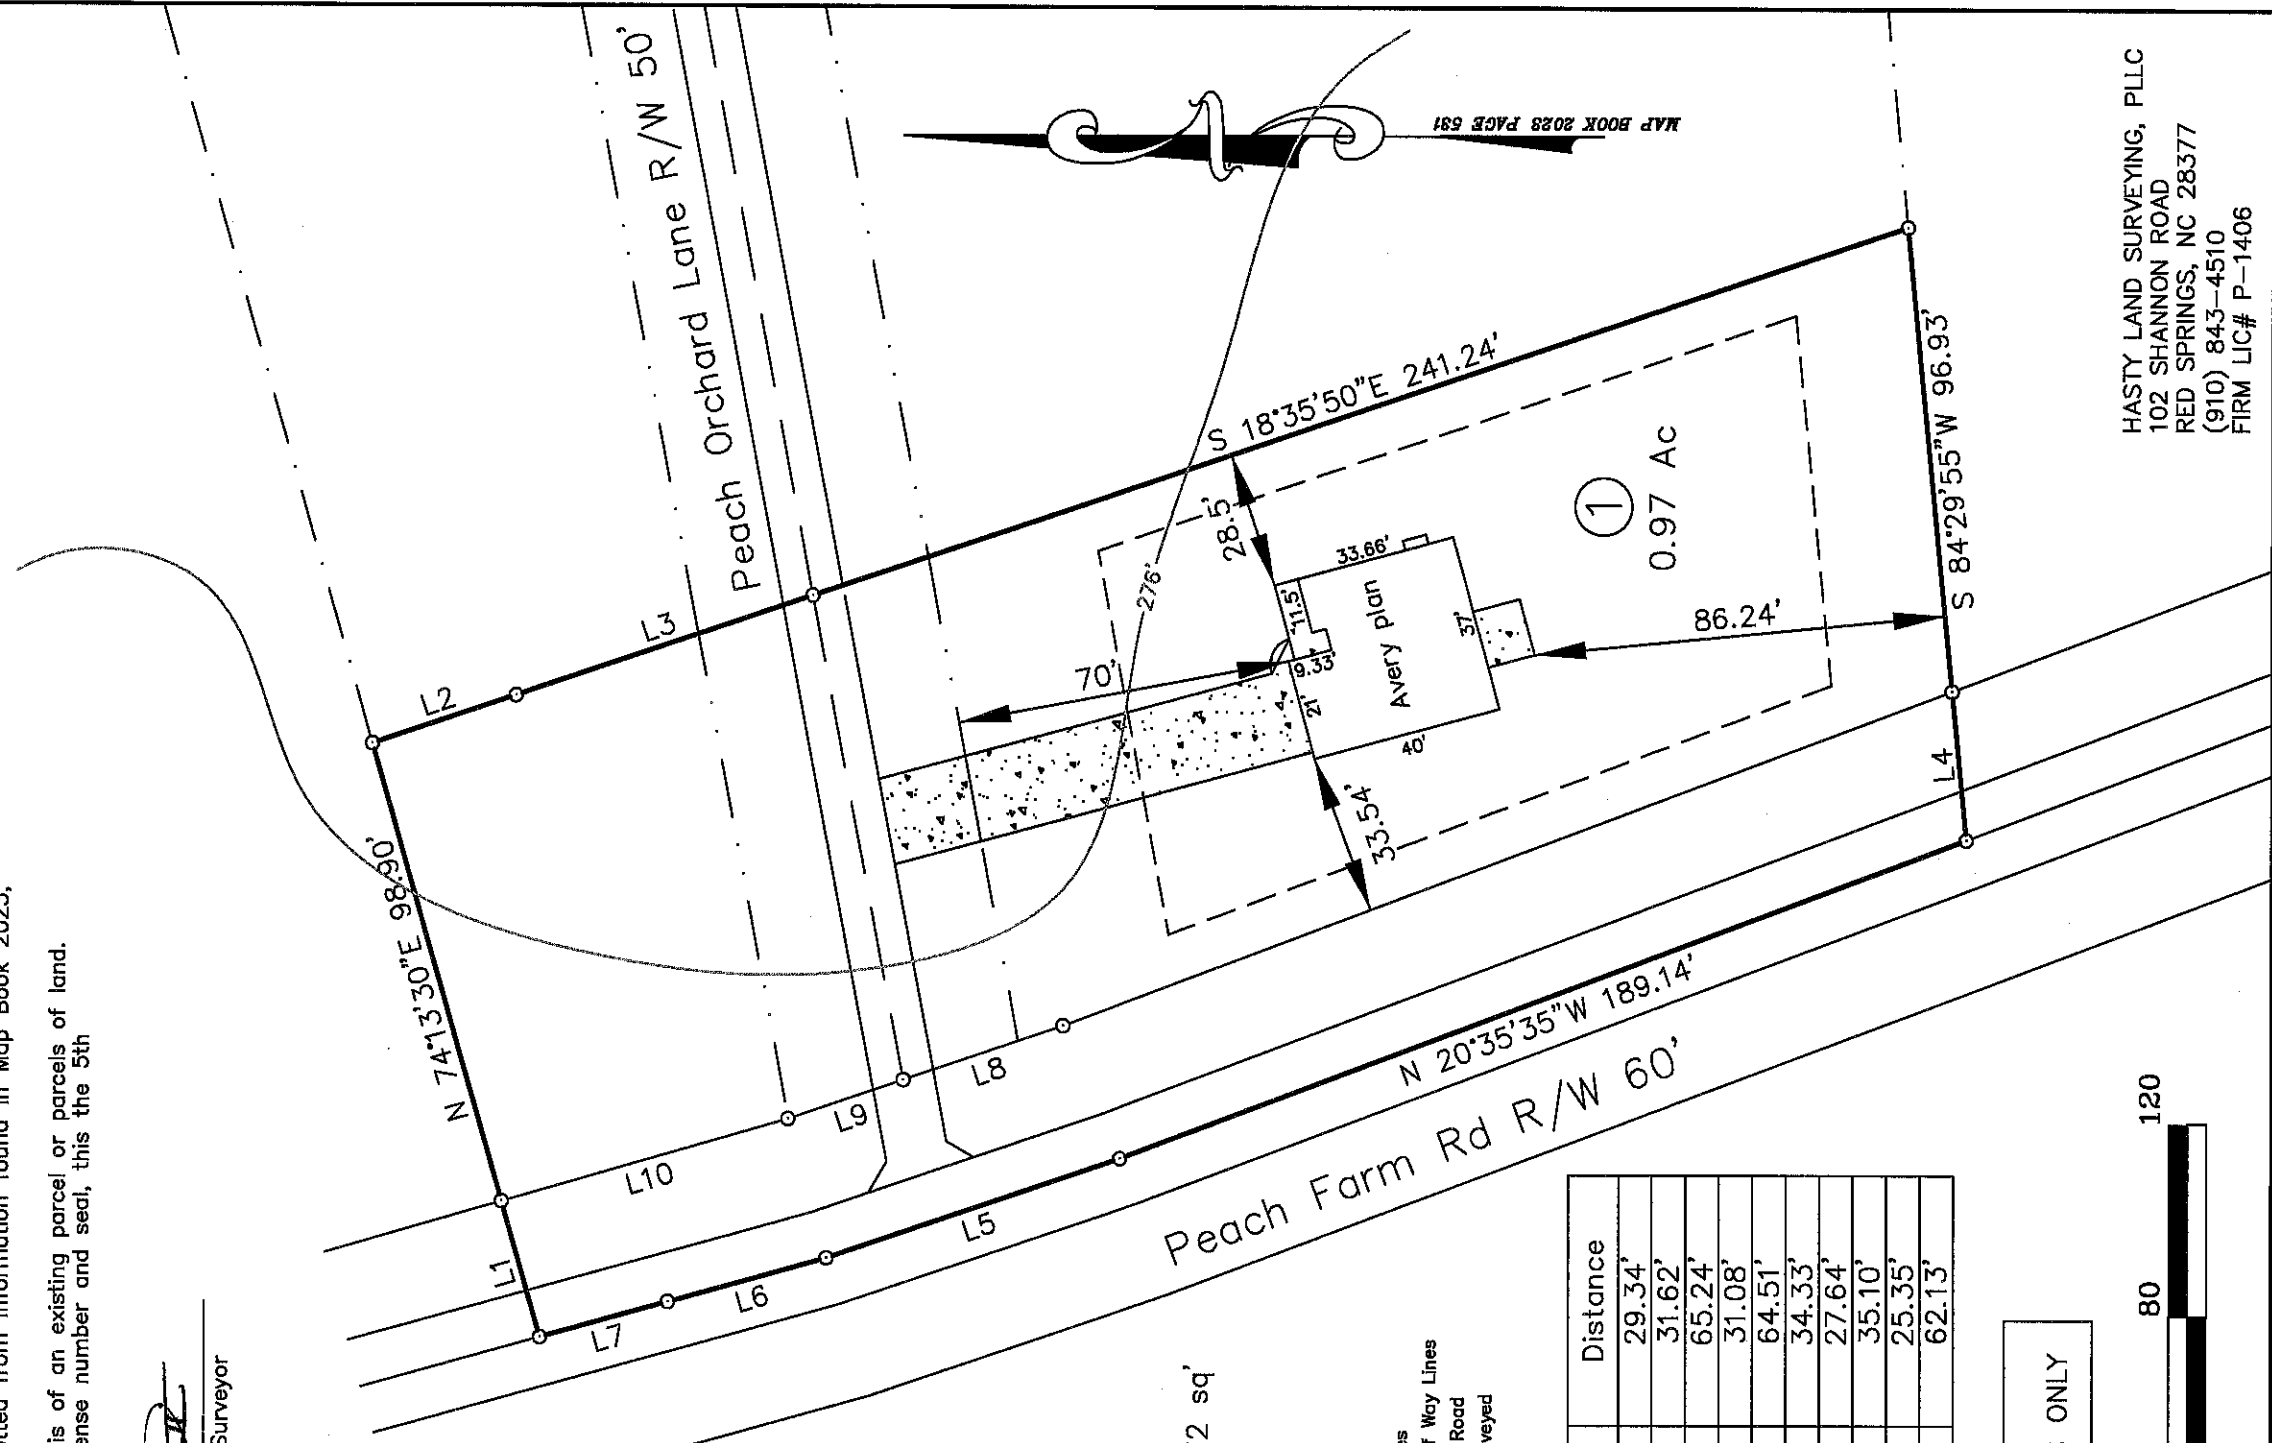 is of an existing parcel or parcels of land.
ense number and seal, this the 5th
Surveyor
Peach Orchard Lane R/W 50'
MAP BOOK 2023 PAGE 531
N 74°13'30"E 98.90'
L1
L2
L3
S 18°35'50"E 241.24'
S 84°29'55"W 96.93'
L4
N 20°35'35"W 189.14'
L5
L6
L7
L8
L9
L10
276'
70'
28.5'
33.54'
86.24'
Avery plan
33.66'
11.5'
9.33'
21'
37'
40'
1
0.97 Ac
Peach Farm Rd R/W 60'
HASTY LAND SURVEYING, PLLC
102 SHANNON ROAD
RED SPRINGS, NC 28377
(910) 843-4510
FIRM LIC# P-1406
2 sq'
Way Lines
Road
Distance
29.34'
31.62'
65.24'
31.08'
64.51'
34.33'
27.64'
35.10'
25.35'
62.13'
ONLY
80
120